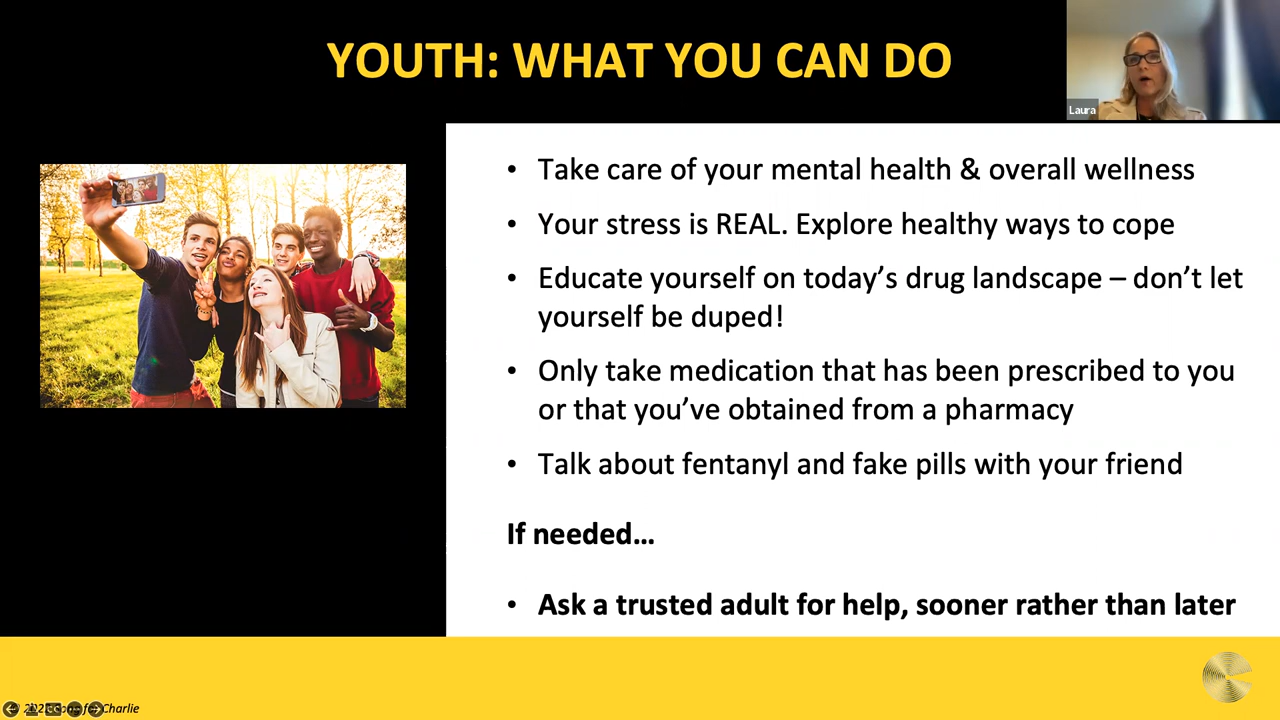 YOUTH: WHAT YOU CAN DO
Laura
• Take care of your mental health & overall wellness
• Your stress is REAL. Explore healthy ways to cope
• Educate yourself on today’s drug landscape – don’t let
yourself be duped!
• Only take medication that has been prescribed to you
or that you’ve obtained from a pharmacy
• Talk about fentanyl and fake pills with your friend
If needed…
• Ask a trusted adult for help, sooner rather than later
Charlie